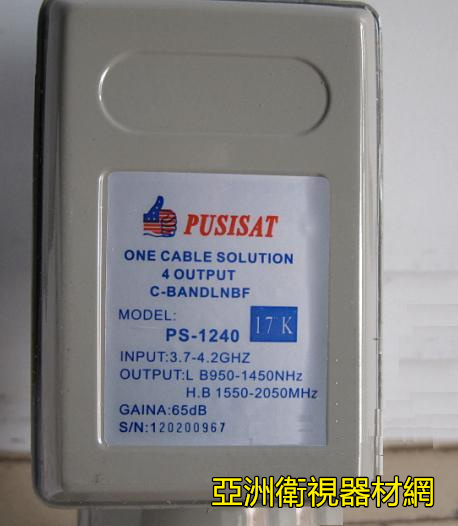 PUSISAT
ONE CABLE SOLUTION
4 OUTPUT
C-BANDLNBF
MODEL:
PS-1240 17°K
INPUT:3.7-4.2GHZ
OUTPUT:L B950-1450NHz
H.B 1550-2050MHz
GAINA:65dB
S/N:120200967
亞洲衛視器材網